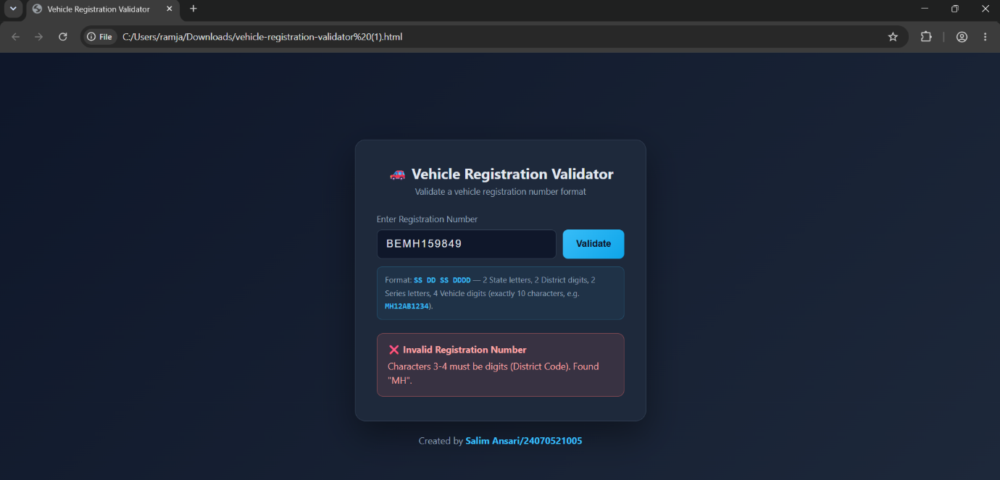 Vehicle Registration Validator
File C:/Users/ramja/Downloads/vehicle-registration-validator%20(1).html
Vehicle Registration Validator
Validate a vehicle registration number format
Enter Registration Number
BEMH159849 Validate
Format: SS DD SS DDDD — 2 State letters, 2 District digits, 2
Series letters, 4 Vehicle digits (exactly 10 characters, e.g.
MH12AB1234).
❌ Invalid Registration Number
Characters 3-4 must be digits (District Code). Found
"MH".
Created by Salim Ansari/24070521005